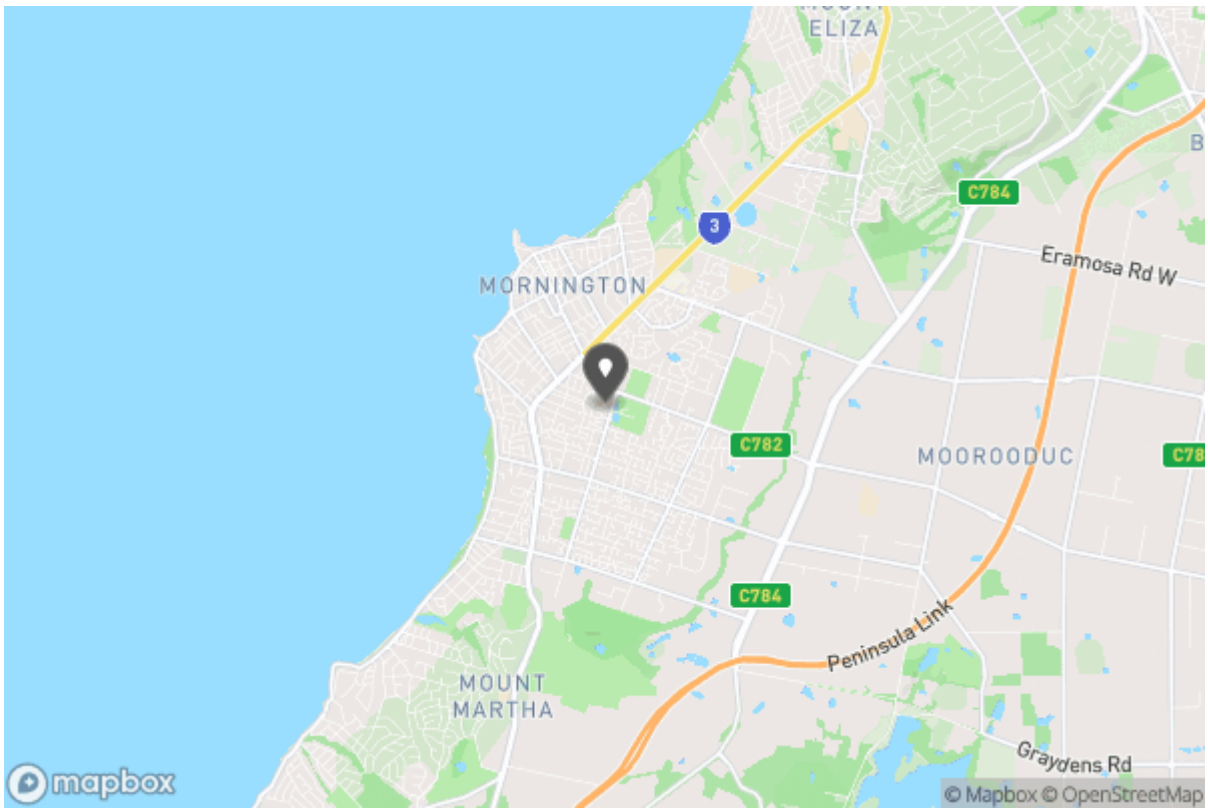 MOUNT
ELIZA
B
C784
3
Eramosa Rd W
MORNINGTON
C782
MOOROODUC
C78
C784
Peninsula Link
MOUNT
MARTHA
Graydens Rd
mapbox
© Mapbox © OpenStreetMap